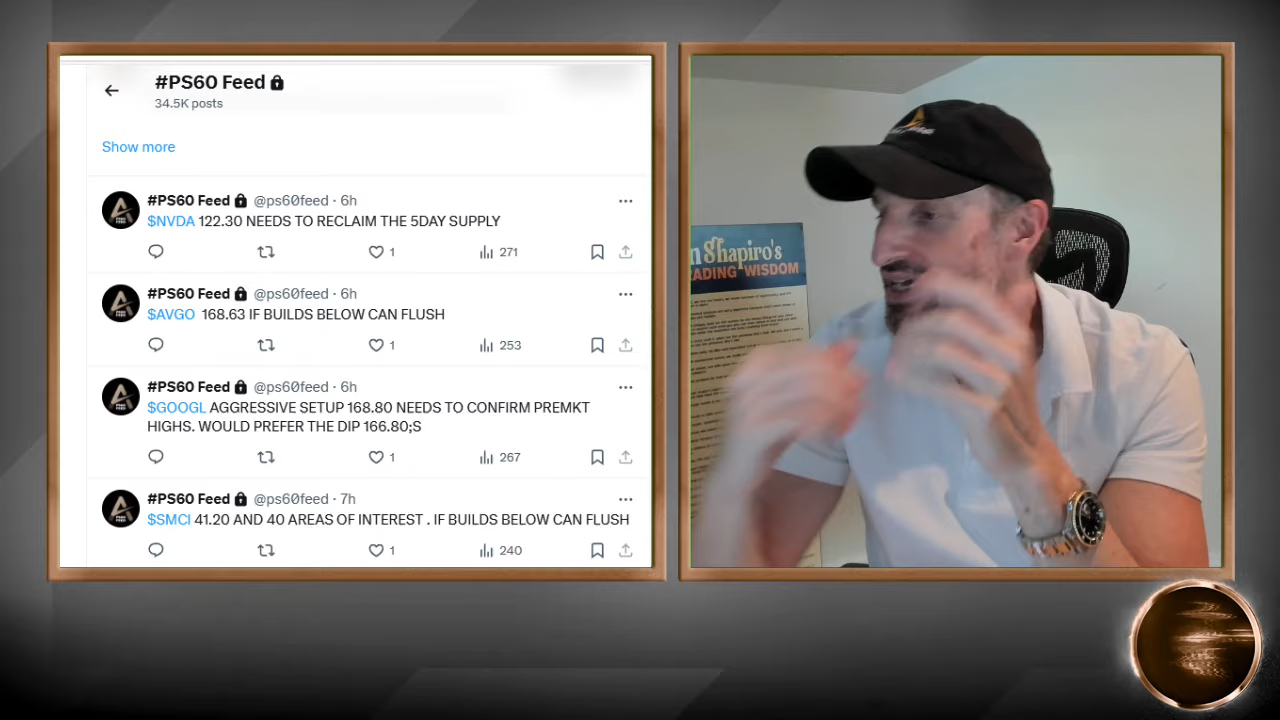 #PS60 Feed
34.5K posts
Show more
#PS60 Feed @ps60feed · 6h
$NVDA 122.30 NEEDS TO RECLAIM THE 5DAY SUPPLY
1 271
#PS60 Feed @ps60feed · 6h
$AVGO 168.63 IF BUILDS BELOW CAN FLUSH
1 253
#PS60 Feed @ps60feed · 6h
$GOOGL AGGRESSIVE SETUP 168.80 NEEDS TO CONFIRM PREMKT
HIGHS. WOULD PREFER THE DIP 166.80;S
1 267
#PS60 Feed @ps60feed · 7h
$SMCI 41.20 AND 40 AREAS OF INTEREST . IF BUILDS BELOW CAN FLUSH
1 240
n Shapiro's
RADING WISDOM